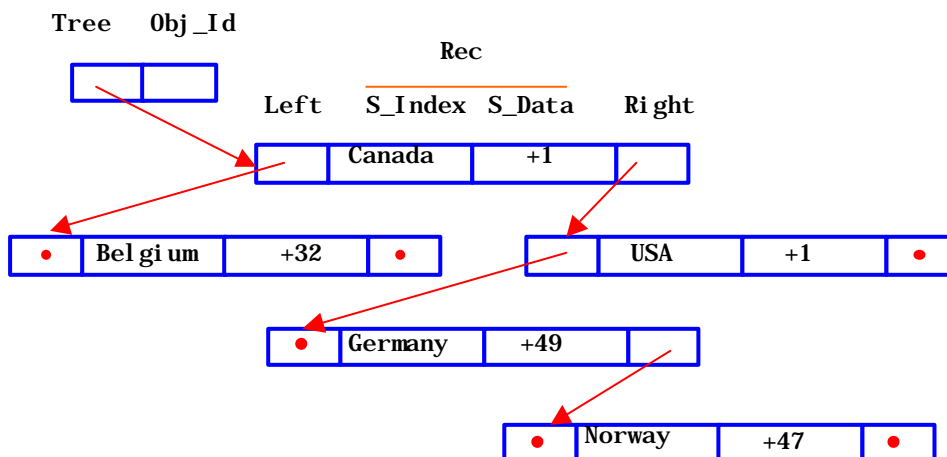 Tree Obj_Id
Rec
Left S_Index S_Data Right
Canada +1
Belgium +32 USA +1
Germany +49
Norway +47